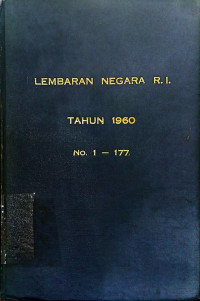 LEMBARAN NEGARA R.I.
TAHUN 1960
No. 1 – 177.